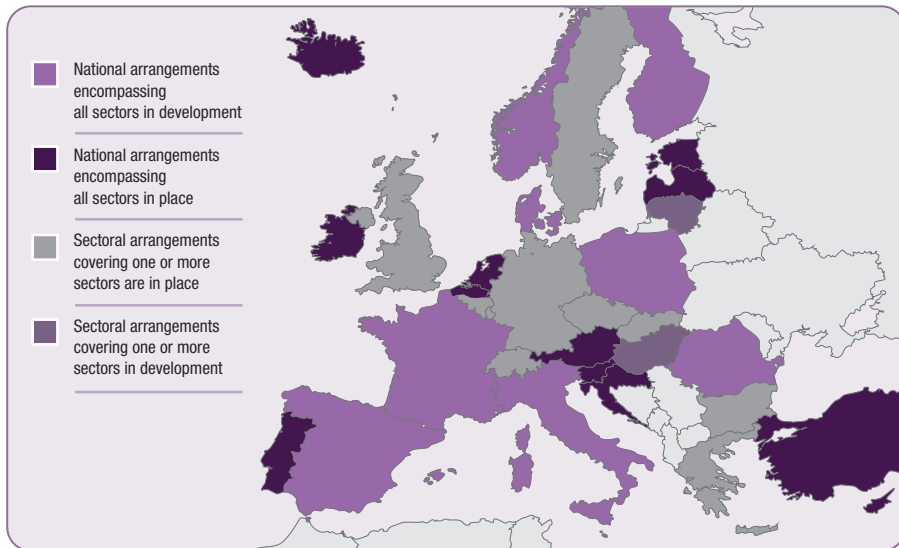 National arrangements
encompassing
all sectors in development
National arrangements
encompassing
all sectors in place
Sectoral arrangements
covering one or more
sectors are in place
Sectoral arrangements
covering one or more
sectors in development